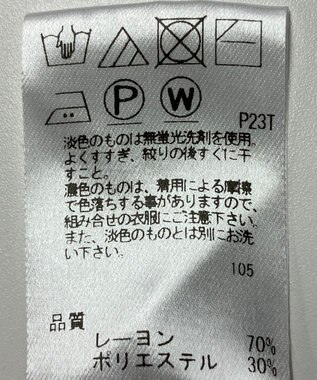 P W
P23T
淡色のものは無蛍光洗剤を使用。
よくすすぎ、絞りの後すぐに干
すこと。
濃色のものは、着用による摩擦
で色落ちする事がありますので、
組み合せの衣服にご注意下さい。
また、淡色のものとは別にお洗
い下さい。
105
品質
レーヨン 70%
ポリエステル 30%